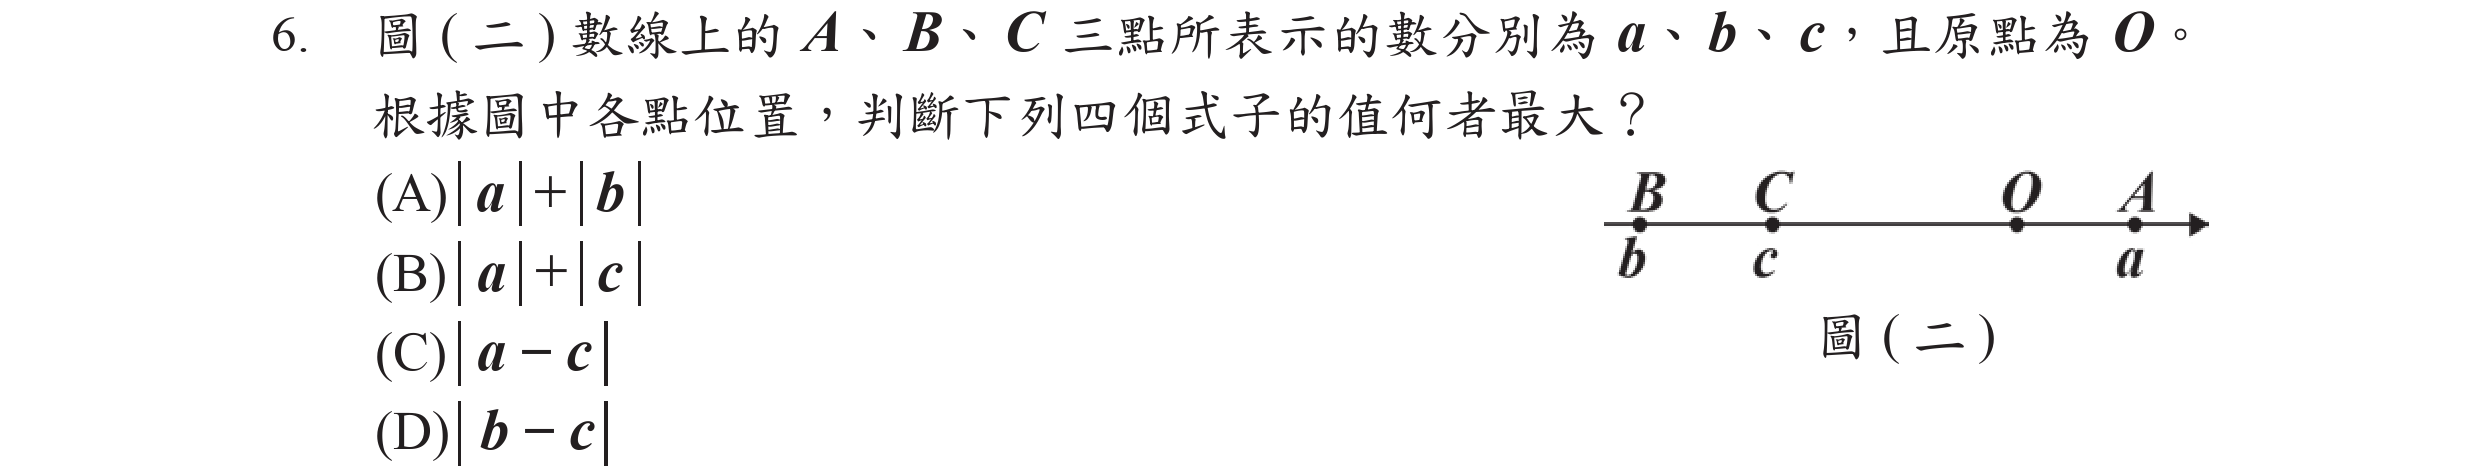 6. 圖(二)數線上的 A、B、C 三點所表示的數分別為 a、b、c，且原點為 O。
根據圖中各點位置，判斷下列四個式子的值何者最大？
(A)|a|+|b|
(B)|a|+|c|
(C)|a－c|
(D)|b－c|
B C O A
b c a
圖(二)